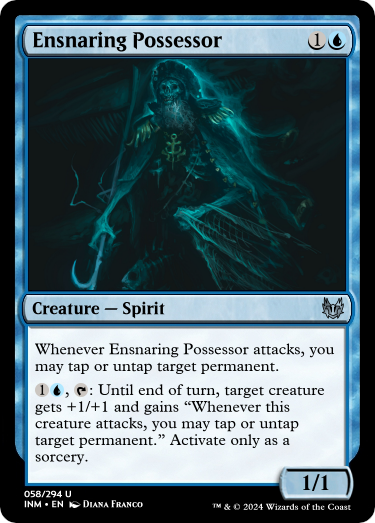 Ensnaring Possessor 1
Creature — Spirit
Whenever Ensnaring Possessor attacks, you
may tap or untap target permanent.
1 , : Until end of turn, target creature
gets +1/+1 and gains “Whenever this
creature attacks, you may tap or untap
target permanent.” Activate only as a
sorcery.
1/1
058/294 U
INM • EN Diana Franco
™ & © 2024 Wizards of the Coast